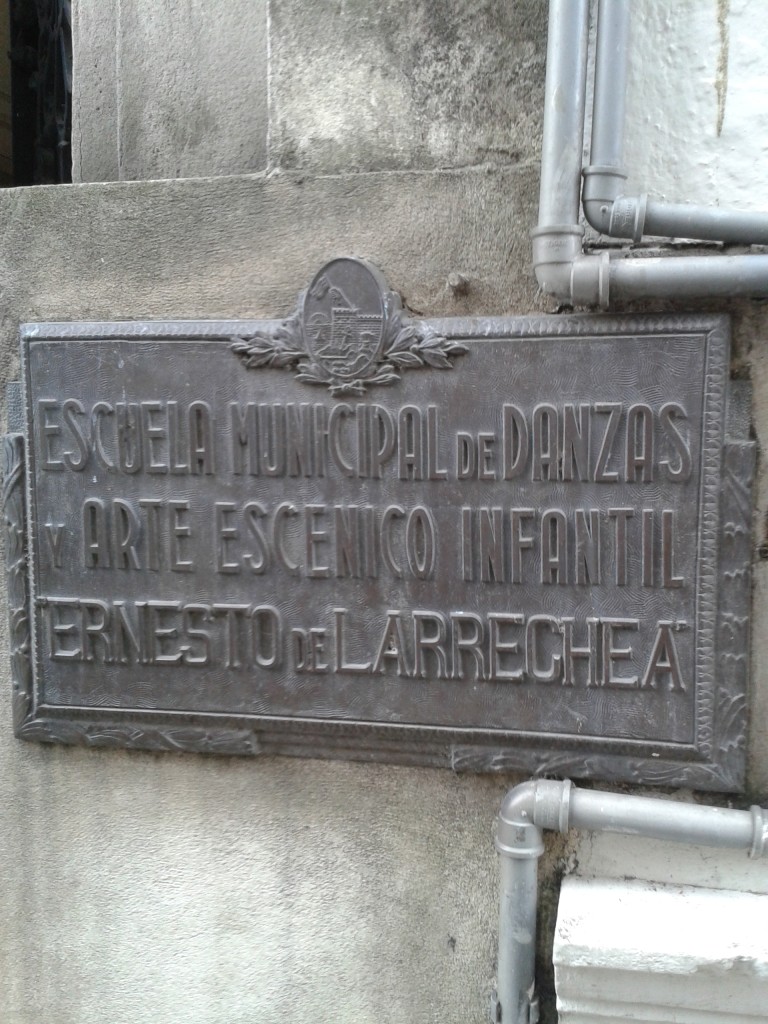 ESCUELA MUNICIPAL DE DANZAS
Y ARTE ESCENICO INFANTIL
"ERNESTO DE LARRECHEA"